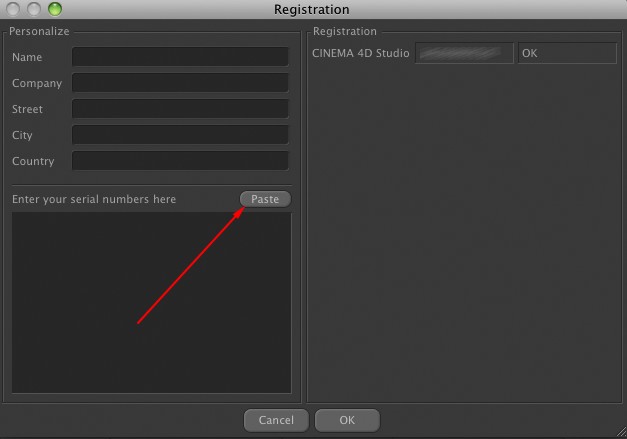 Registration
Personalize
Name
Company
Street
City
Country
Enter your serial numbers here Paste
Registration
CINEMA 4D Studio OK
Cancel OK